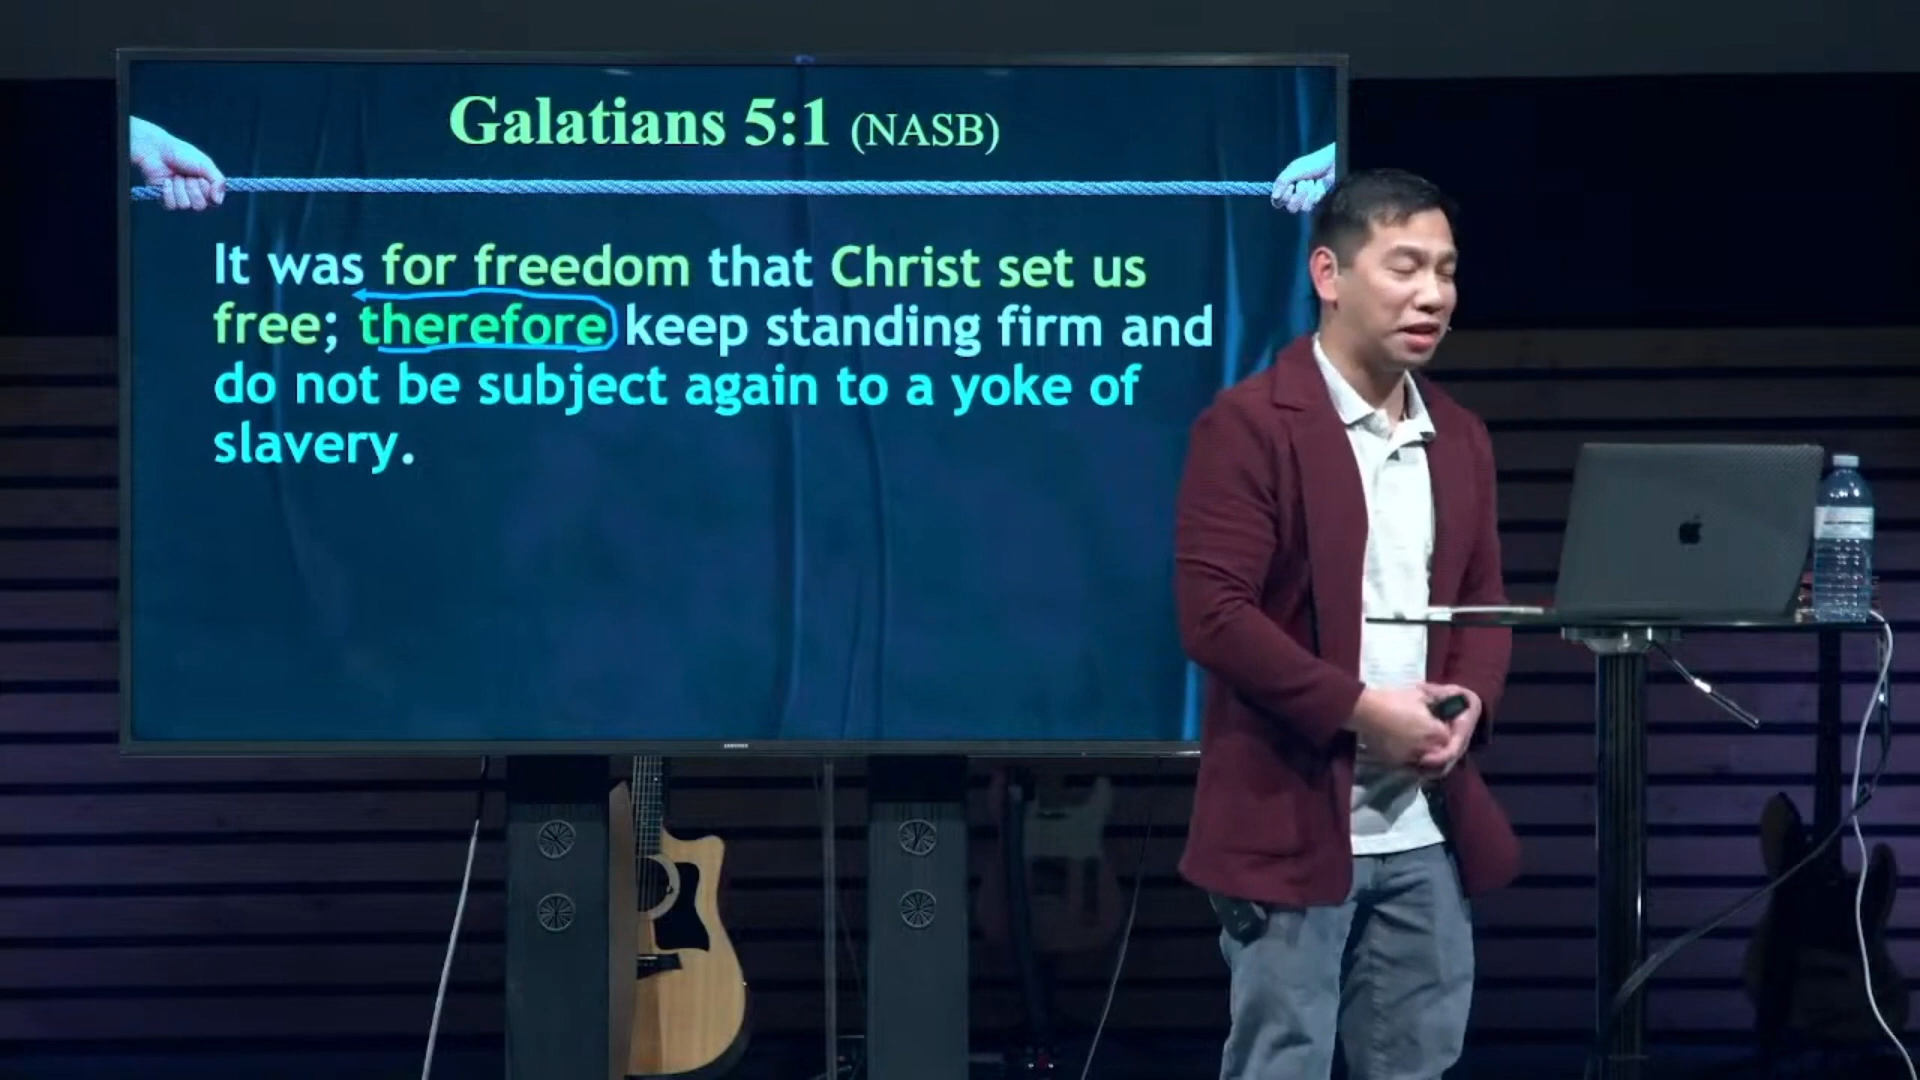 Galatians 5:1 (NASB)
It was for freedom that Christ set us
free; therefore keep standing firm and
do not be subject again to a yoke of
slavery.
SAMSUNG